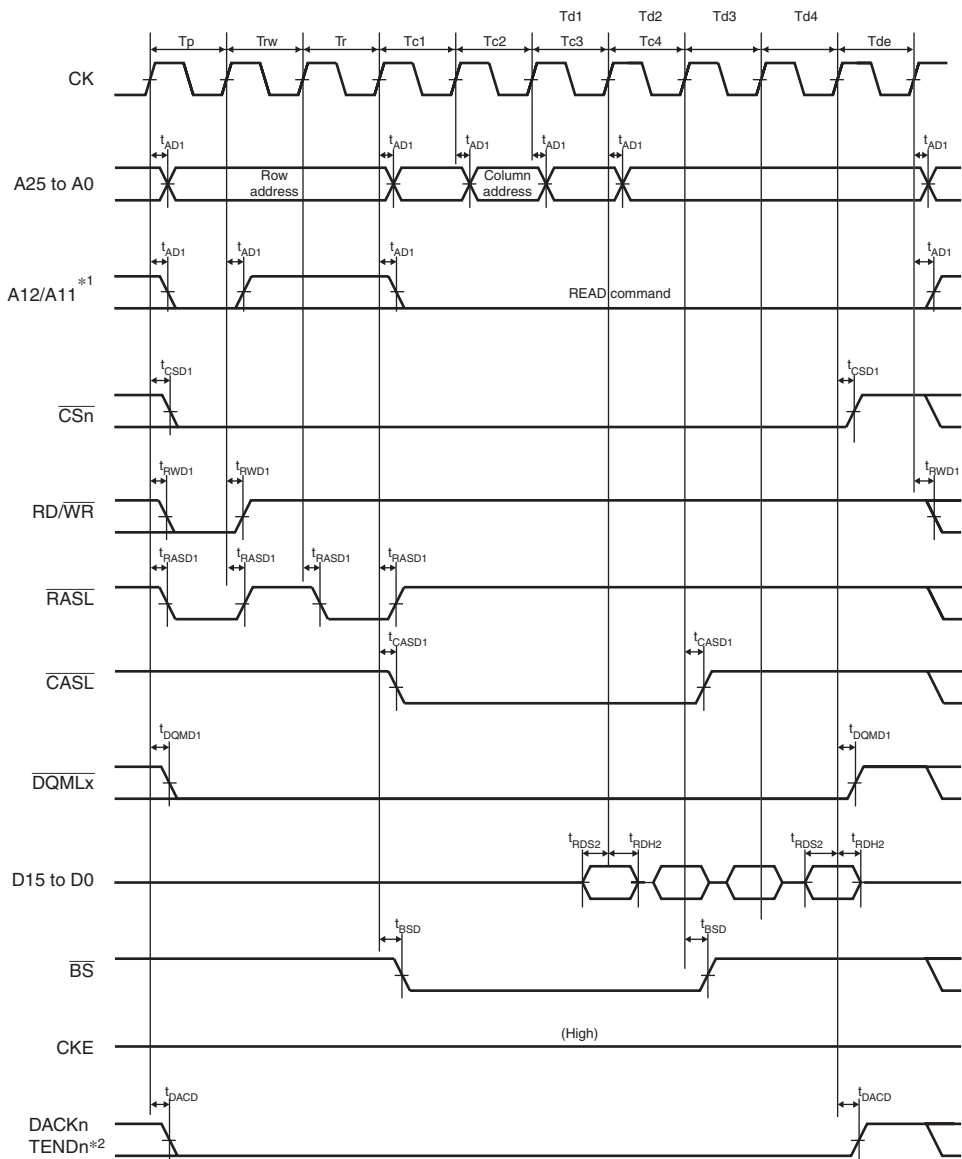 Td1 Td2 Td3 Td4
Tp Trw Tr Tc1 Tc2 Tc3 Tc4 Tde
CK
tAD1 tAD1 tAD1 tAD1 tAD1 tAD1
A25 to A0
Row address
Column address
tAD1 tAD1 tAD1 tAD1
A12/A11*1
READ command
tCSD1 tCSD1
CSn
tRWD1 tRWD1 tRWD1
RD/WR
tRASD1 tRASD1 tRASD1 tRASD1
RASL
tCASD1 tCASD1
CASL
tDQMD1 tDQMD1
DQMLx
tRDS2 tRDH2 tRDS2 tRDH2
D15 to D0
tBSD tBSD
BS
(High)
CKE
tDACD tDACD
DACKn
TENDn*2